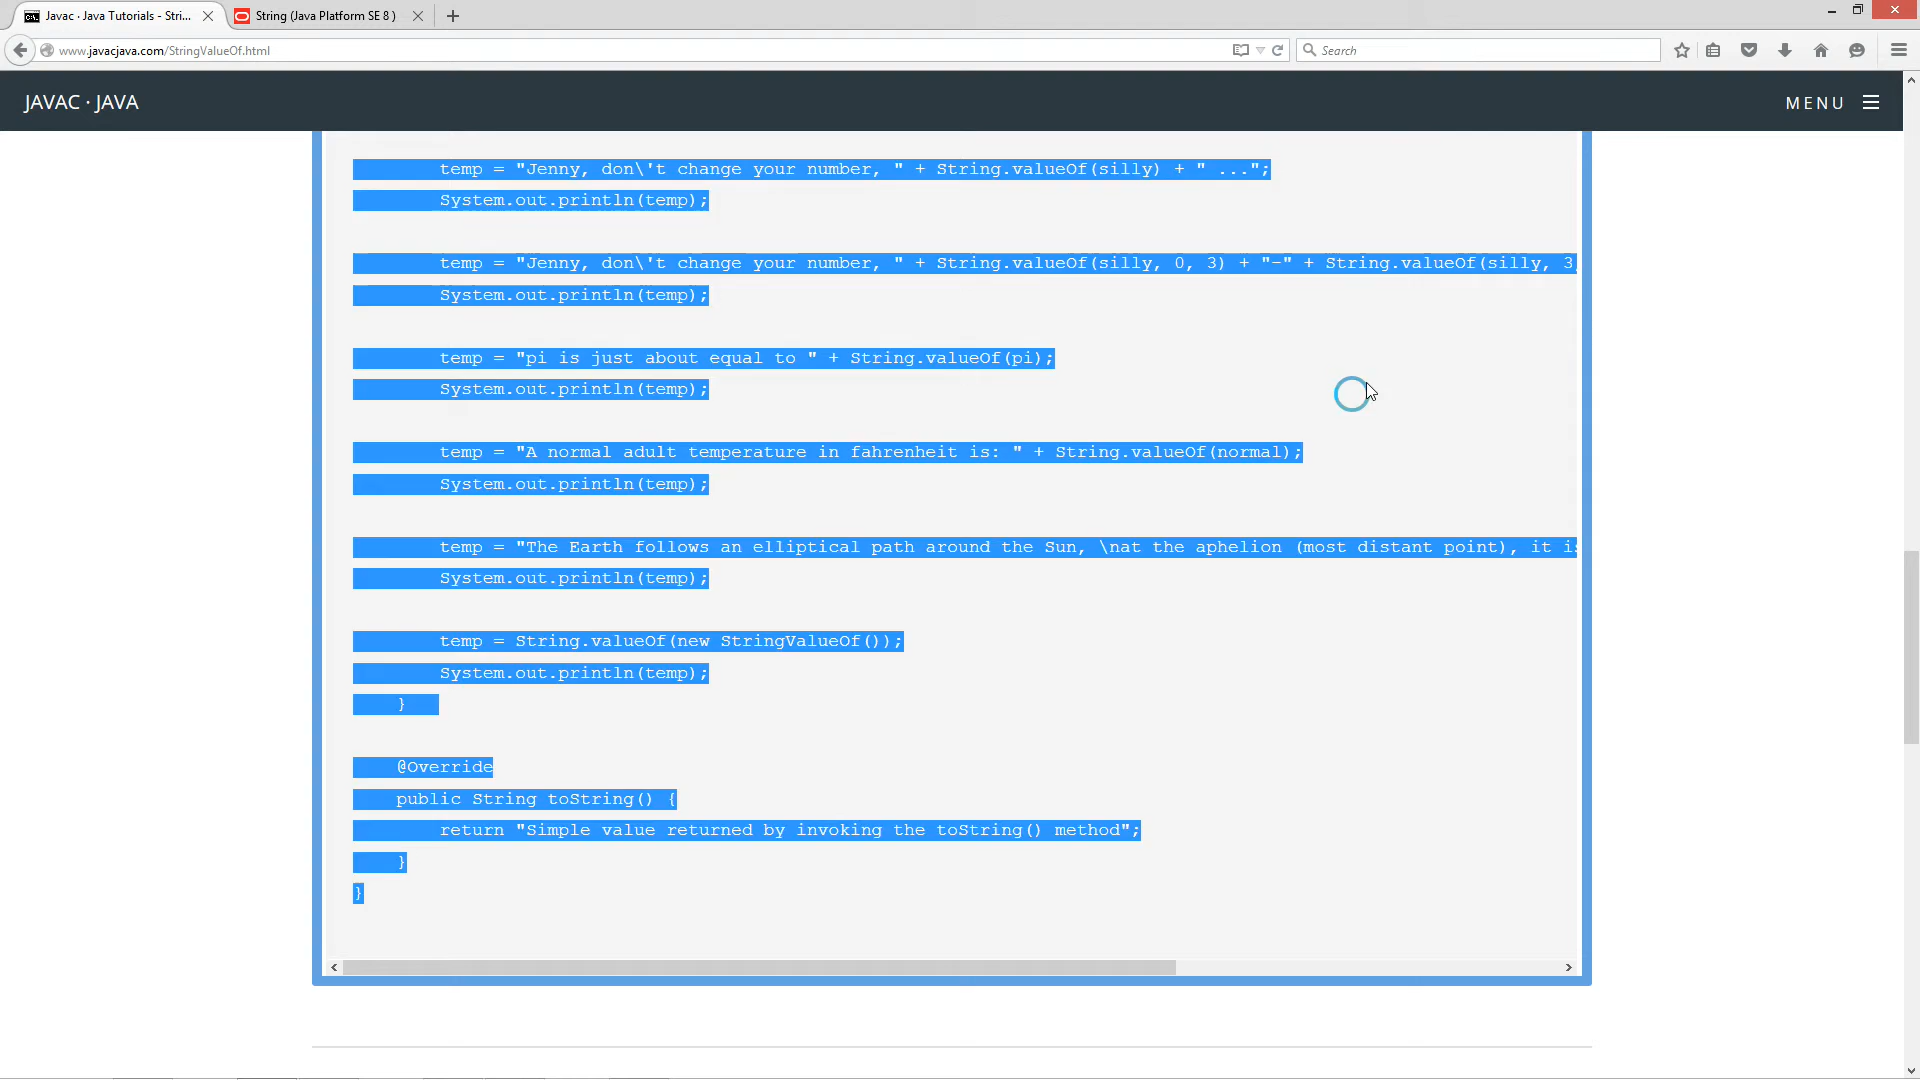 Javac · Java Tutorials - Stri...
String (Java Platform SE 8 )
www.javacjava.com/StringValueOf.html
Search
JAVAC · JAVA
MENU
temp = "Jenny, don\'t change your number, " + String.valueOf(silly) + " ...";
System.out.println(temp);
temp = "Jenny, don\'t change your number, " + String.valueOf(silly, 0, 3) + "-" + String.valueOf(silly, 3
System.out.println(temp);
temp = "pi is just about equal to " + String.valueOf(pi);
System.out.println(temp);
temp = "A normal adult temperature in fahrenheit is: " + String.valueOf(normal);
System.out.println(temp);
temp = "The Earth follows an elliptical path around the Sun, \nat the aphelion (most distant point), it is
System.out.println(temp);
temp = String.valueOf(new StringValueOf());
System.out.println(temp);
}
@Override
public String toString() {
return "Simple value returned by invoking the toString() method";
}
}